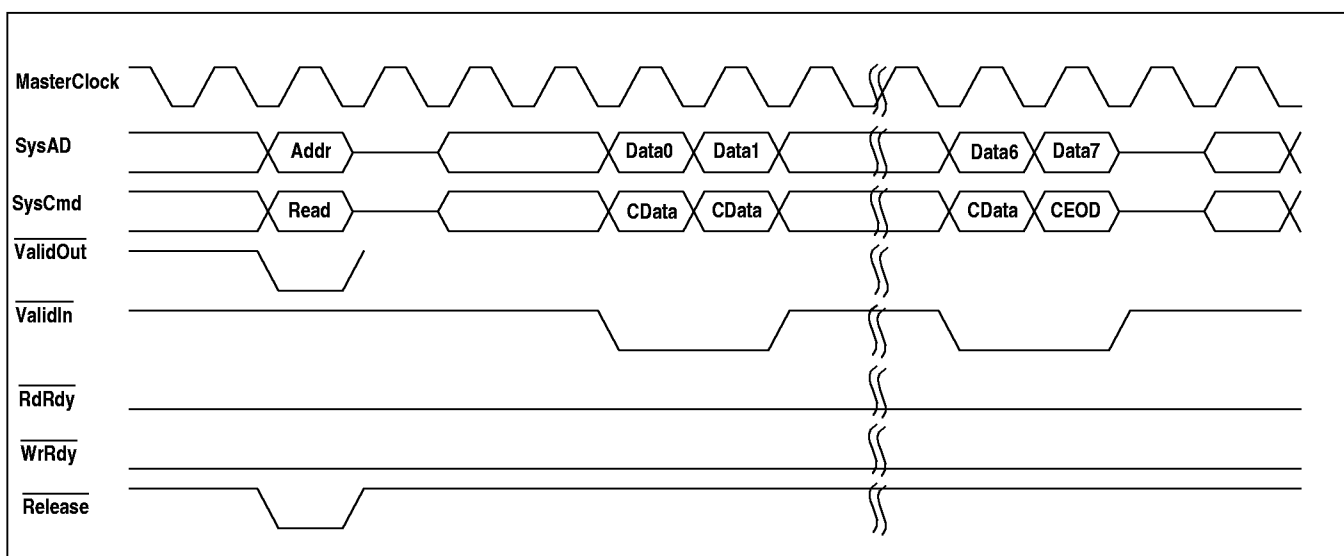 MasterClock
SysAD Addr Data0 Data1 Data6 Data7
SysCmd Read CData CData CData CEOD
ValidOut
ValidIn
RdRdy
WrRdy
Release